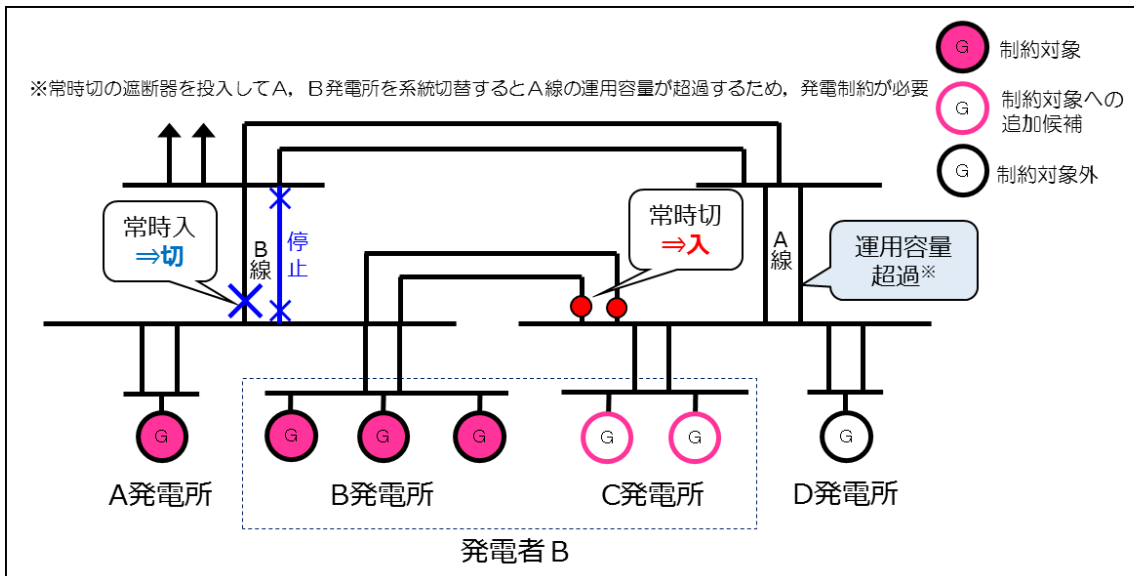 ※常時切の遮断器を投入してA，B発電所を系統切替するとA線の運用容量が超過するため，発電制約が必要
G 制約対象
G 制約対象への
追加候補
G 制約対象外
常時入
⇒切
B線
停止
常時切
⇒入
A線
運用容量
超過※
G G G G G G G
A発電所 B発電所 C発電所 D発電所
発電者B